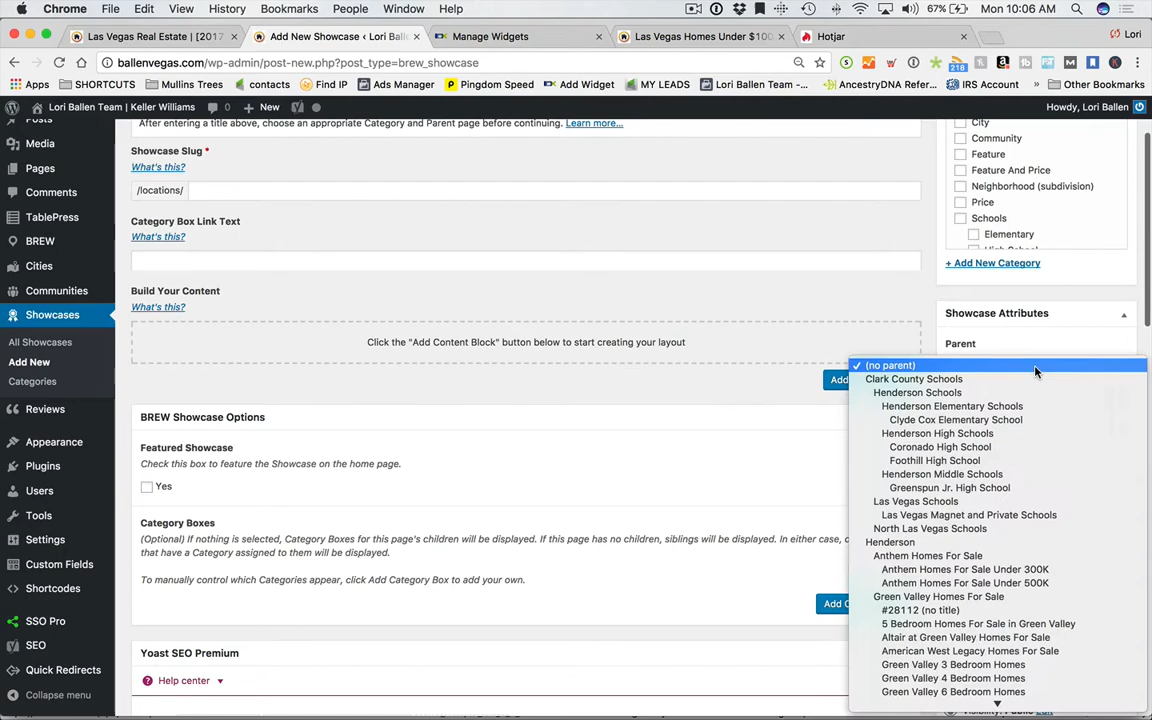 Chrome File Edit View History Bookmarks People Window Help 67% Mon 10:06 AM
Las Vegas Real Estate | [2017 Add New Showcase ‹ Lori Ballen Manage Widgets Las Vegas Homes Under $100 Hotjar Lori
ballenvegas.com/wp-admin/post-new.php?post_type=brew_showcase 218
Apps SHORTCUTS Mullins Trees contacts Find IP Ads Manager Pingdom Speed Add Widget MY LEADS Lori Ballen Team -... AncestryDNA Refer... IRS Account » Other Bookmarks
Lori Ballen Team | Keller Williams 0 New Howdy, Lori Ballen
Posts
Media
Pages
Comments
TablePress
BREW
Cities
Communities
Showcases
All Showcases
Add New
Categories
Reviews
Appearance
Plugins
Users
Tools
Settings
Custom Fields
Shortcodes
SSO Pro
SEO
Quick Redirects
Collapse menu
After entering a title above, choose an appropriate Category and Parent page before continuing. Learn more...
Showcase Slug *
What's this?
/locations/
Category Box Link Text
What's this?
Build Your Content
What's this?
Click the "Add Content Block" button below to start creating your layout
Add
BREW Showcase Options
Featured Showcase
Check this box to feature the Showcase on the home page.
Yes
Category Boxes
(Optional) If nothing is selected, Category Boxes for this page's children will be displayed. If this page has no children, siblings will be displayed. In either case,
that have a Category assigned to them will be displayed.
To manually control which Categories appear, click Add Category Box to add your own.
Add
Yoast SEO Premium
Help center
City
Community
Feature
Feature And Price
Neighborhood (subdivision)
Price
Schools
Elementary
High School
+ Add New Category
Showcase Attributes
Parent
(no parent)
Clark County Schools
Henderson Schools
Henderson Elementary Schools
Clyde Cox Elementary School
Henderson High Schools
Coronado High School
Foothill High School
Henderson Middle Schools
Greenspun Jr. High School
Las Vegas Schools
Las Vegas Magnet and Private Schools
North Las Vegas Schools
Henderson
Anthem Homes For Sale
Anthem Homes For Sale Under 300K
Anthem Homes For Sale Under 500K
Green Valley Homes For Sale
#28112 (no title)
5 Bedroom Homes For Sale in Green Valley
Altair at Green Valley Homes For Sale
American West Legacy Homes For Sale
Green Valley 3 Bedroom Homes
Green Valley 4 Bedroom Homes
Green Valley 6 Bedroom Homes
Visibility: Public Edit